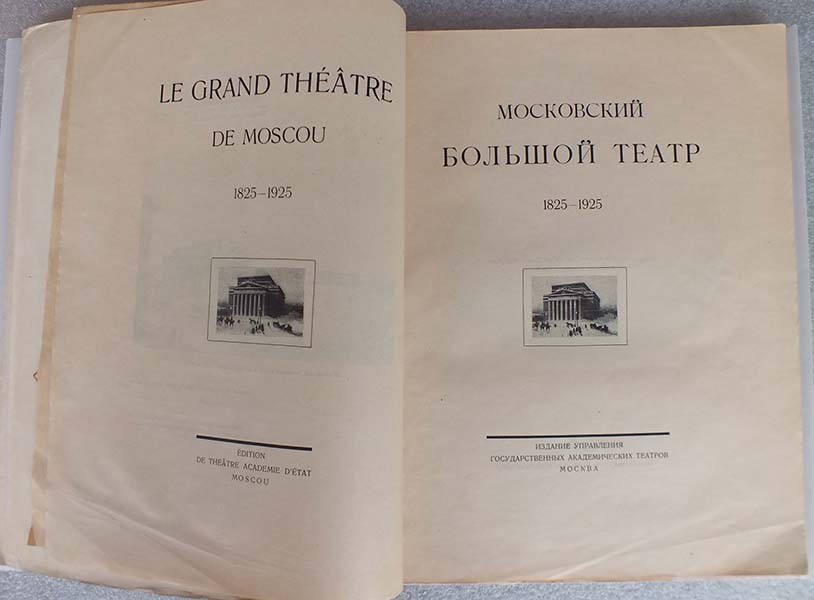 LE GRAND THÉÂTRE
DE MOSCOU
1825–1925
ÉDITION
DE THÉÂTRE ACADEMIE D'ÉTAT
MOSCOU
МОСКОВСКИЙ
БОЛЬШОЙ ТЕАТР
1825–1925
ИЗДАНИЕ УПРАВЛЕНИЯ
ГОСУДАРСТВЕННЫХ АКАДЕМИЧЕСКИХ ТЕАТРОВ
МОСКВА